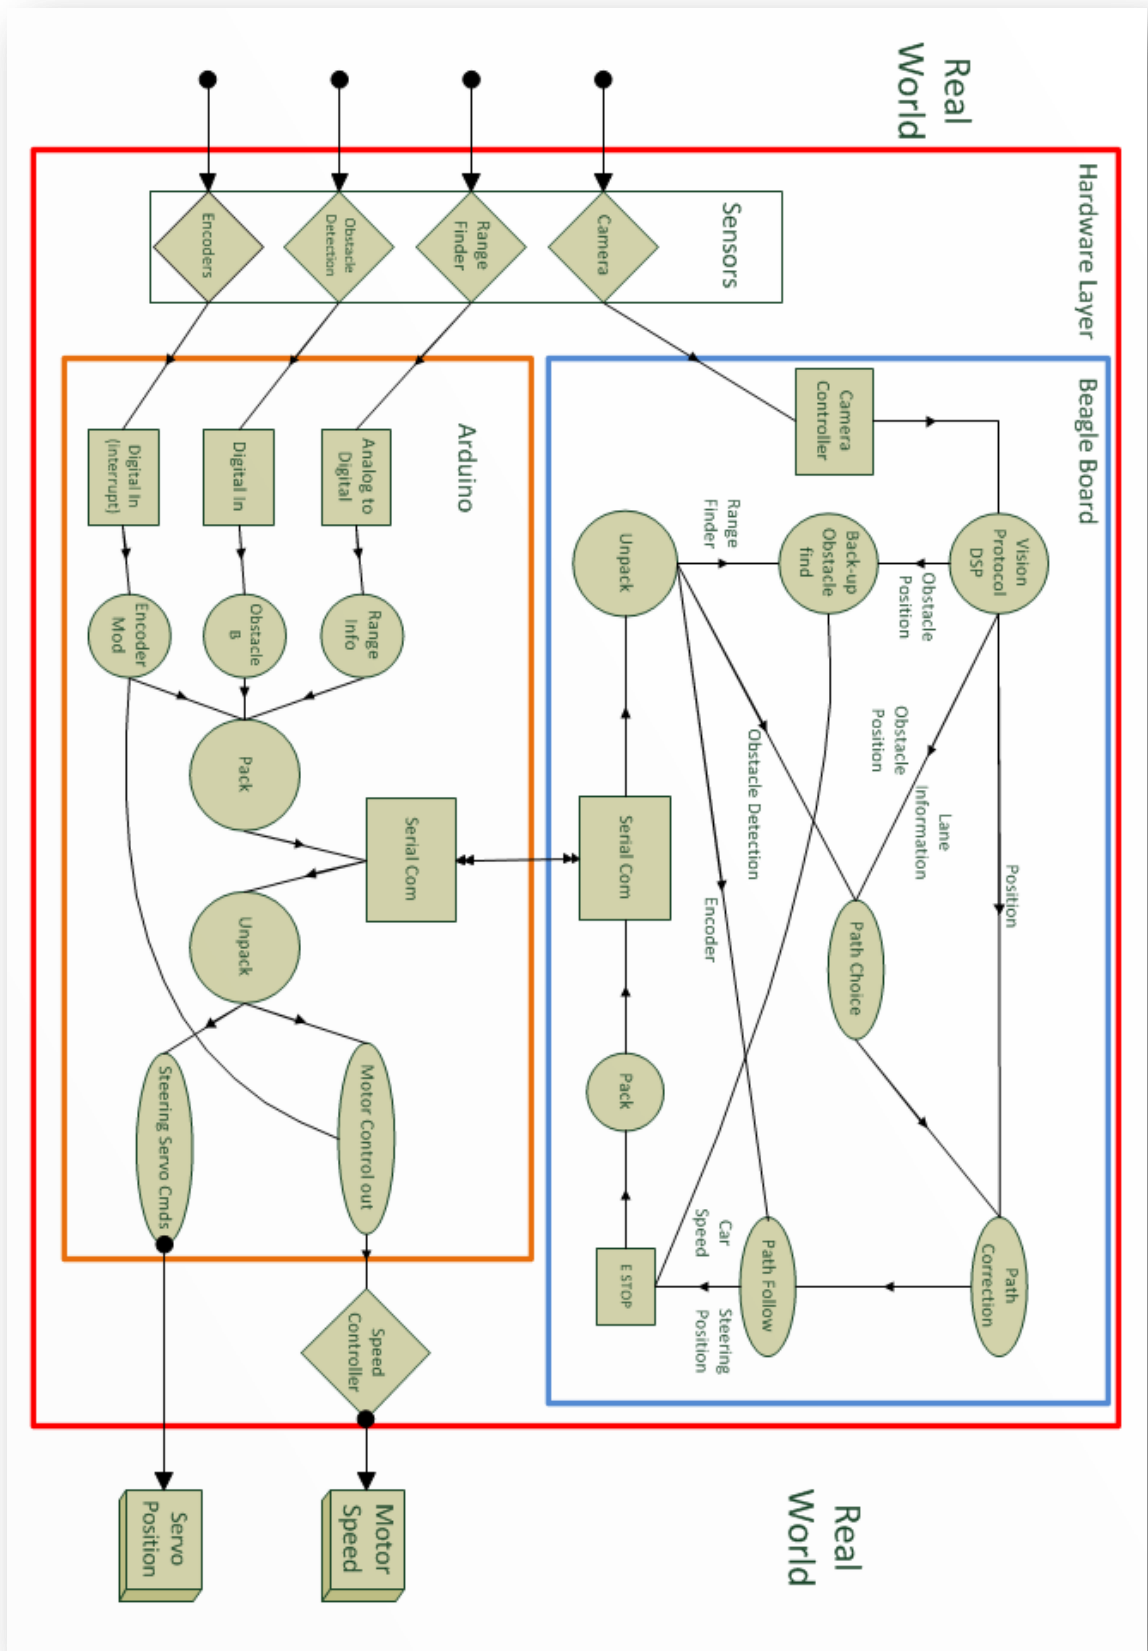 Real
World
Hardware Layer
Sensors
Camera
Range
Finder
Obstacle
Detection
Encoders
Beagle Board
Camera
Controller
Vision
Protocol
DSP
Obstacle
Position
Back-up
Obstacle
find
Range
Finder
Unpack
Position
Lane
Information
Obstacle
Position
Obstacle Detection
Encoder
Path Choice
Serial Com
Pack
Path
Correction
Path Follow
Car
Speed
Steering
Position
E STOP
Arduino
Analog to
Digital
Digital In
Digital In
(interrupt)
Range
Info
Obstacle
B
Encoder
Mod
Pack
Serial Com
Unpack
Motor Control out
Steering Servo Cmds
Speed
Controller
Real
World
Motor
Speed
Servo
Position